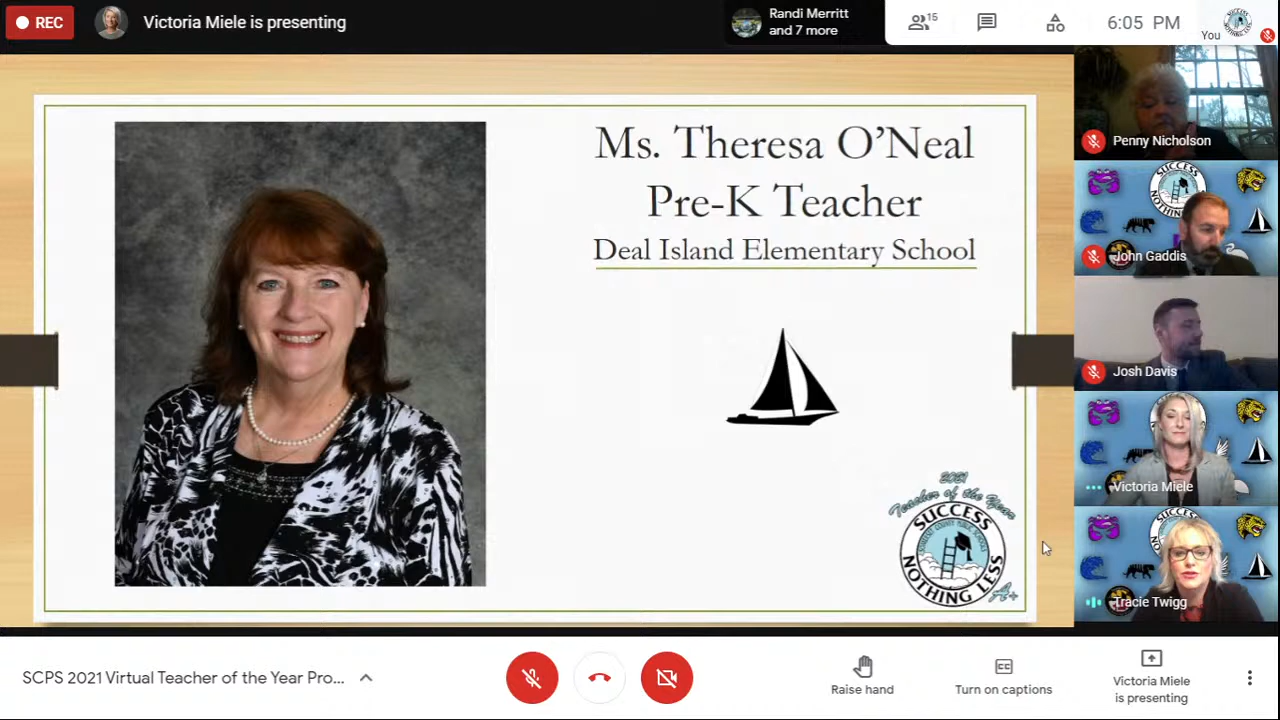 REC
Victoria Miele is presenting
Randi Merritt
and 7 more
15
6:05 PM
You
Ms. Theresa O’Neal
Pre-K Teacher
Deal Island Elementary School
2021
Teacher of the Year
SUCCESS
NOTHING LESS
A+
Penny Nicholson
SUCCESS
John Gaddis
Josh Davis
Victoria Miele
Tracie Twigg
SCPS 2021 Virtual Teacher of the Year Pro...
Raise hand
Turn on captions
Victoria Miele
is presenting